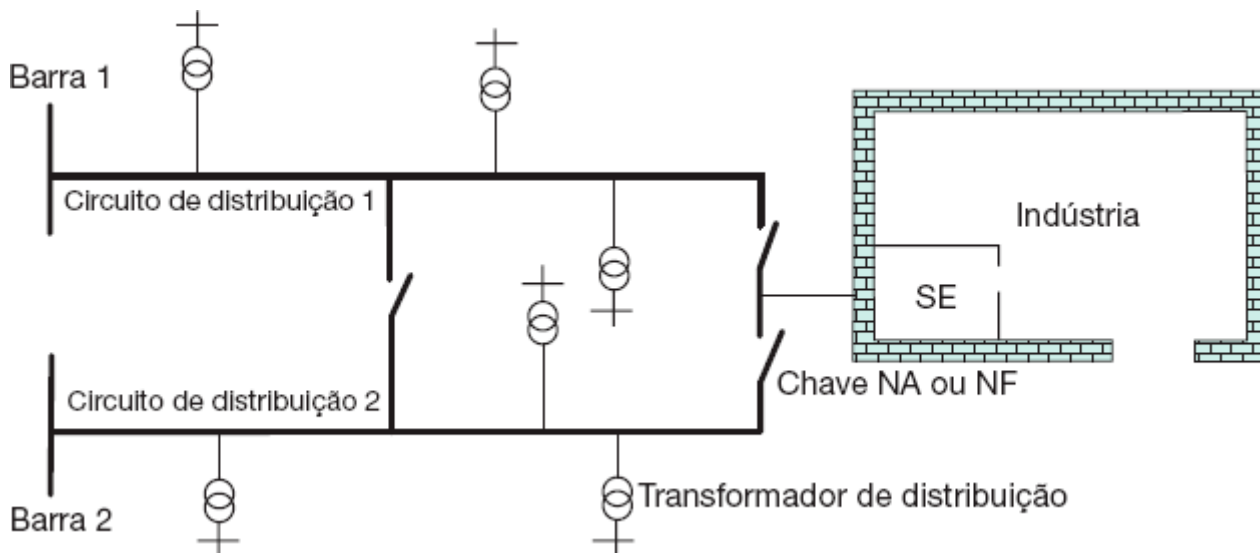 Barra 1
Circuito de distribuição 1
Indústria
SE
Chave NA ou NF
Circuito de distribuição 2
Transformador de distribuição
Barra 2